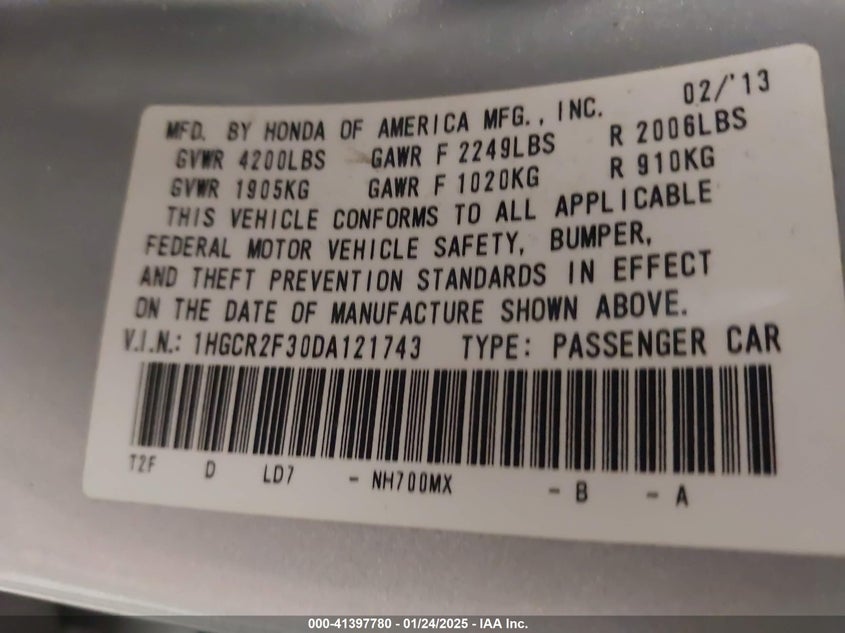 02/'13
MFD. BY HONDA OF AMERICA MFG., INC.
GVWR 4200LBS GAWR F 2249LBS R 2006LBS
GVWR 1905KG GAWR F 1020KG R 910KG
THIS VEHICLE CONFORMS TO ALL APPLICABLE
FEDERAL MOTOR VEHICLE SAFETY, BUMPER,
AND THEFT PREVENTION STANDARDS IN EFFECT
ON THE DATE OF MANUFACTURE SHOWN ABOVE.
V.I.N.: 1HGCR2F30DA121743 TYPE: PASSENGER CAR
T2F D LD7 - NH700MX - B - A
000-41397780 - 01/24/2025 - IAA Inc.